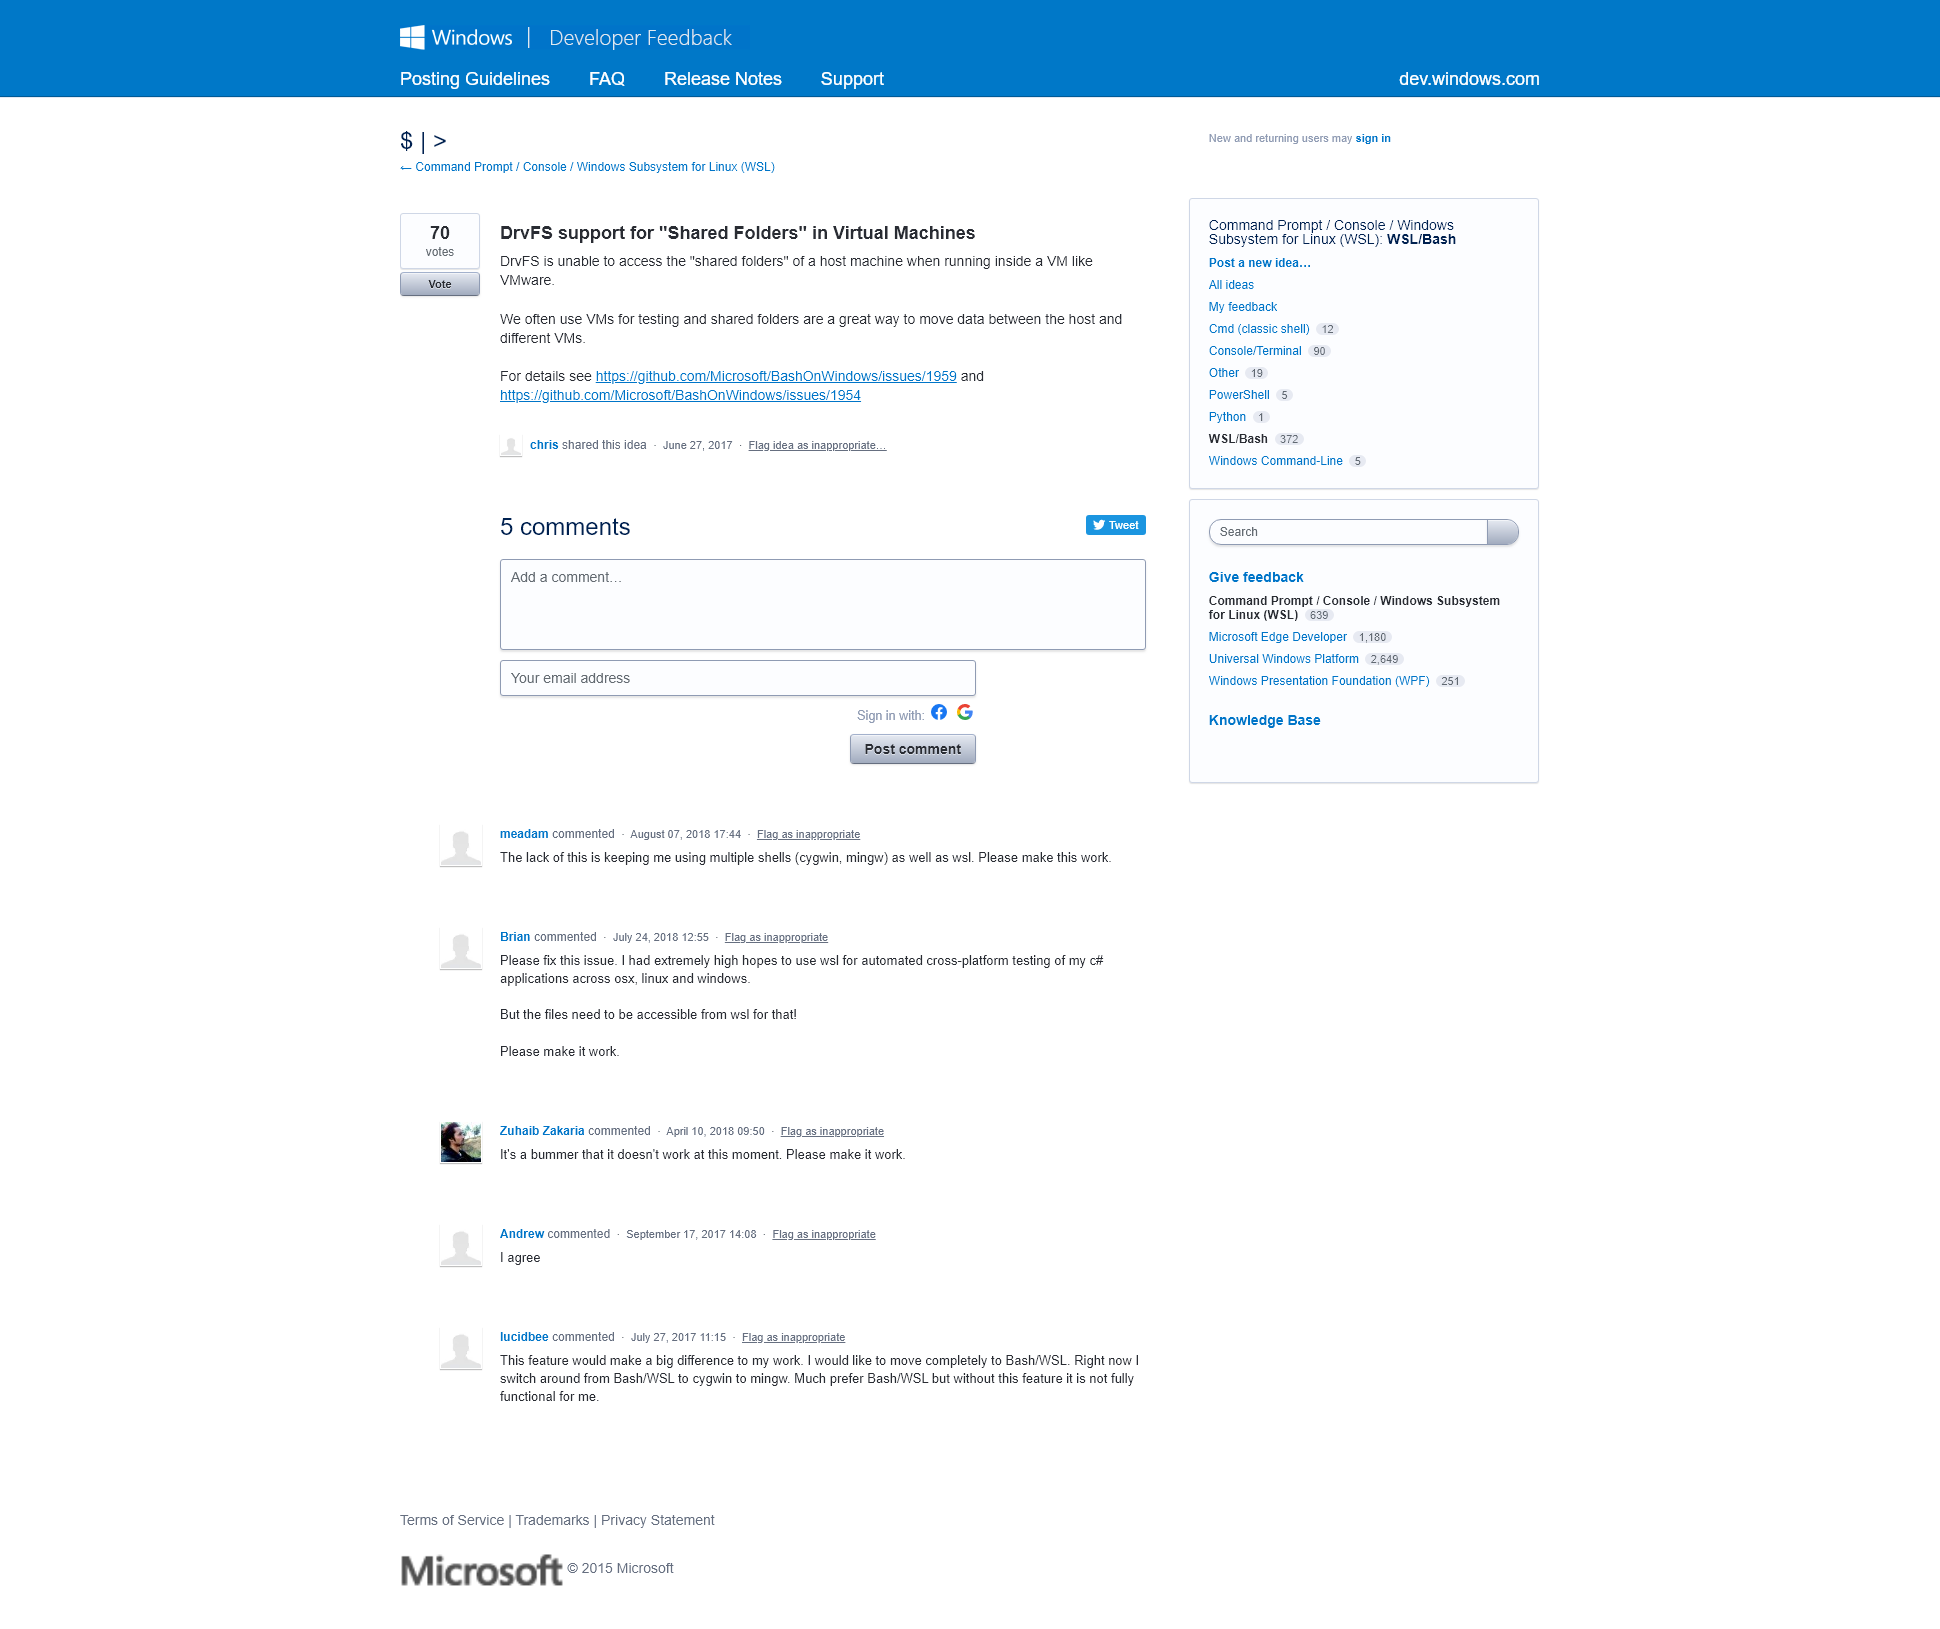 Windows | Developer Feedback
Posting Guidelines FAQ Release Notes Support dev.windows.com
$ | >
← Command Prompt / Console / Windows Subsystem for Linux (WSL)
New and returning users may sign in
70
votes
Vote
DrvFS support for "Shared Folders" in Virtual Machines
DrvFS is unable to access the "shared folders" of a host machine when running inside a VM like
VMware.
We often use VMs for testing and shared folders are a great way to move data between the host and
different VMs.
For details see https://github.com/Microsoft/BashOnWindows/issues/1959 and
https://github.com/Microsoft/BashOnWindows/issues/1954
chris shared this idea · June 27, 2017 · Flag idea as inappropriate…
5 comments
Tweet
Add a comment…
Your email address
Sign in with:
Post comment
meadam commented · August 07, 2018 17:44 · Flag as inappropriate
The lack of this is keeping me using multiple shells (cygwin, mingw) as well as wsl. Please make this work.
Brian commented · July 24, 2018 12:55 · Flag as inappropriate
Please fix this issue. I had extremely high hopes to use wsl for automated cross-platform testing of my c#
applications across osx, linux and windows.
But the files need to be accessible from wsl for that!
Please make it work.
Zuhaib Zakaria commented · April 10, 2018 09:50 · Flag as inappropriate
It's a bummer that it doesn't work at this moment. Please make it work.
Andrew commented · September 17, 2017 14:08 · Flag as inappropriate
I agree
lucidbee commented · July 27, 2017 11:15 · Flag as inappropriate
This feature would make a big difference to my work. I would like to move completely to Bash/WSL. Right now I
switch around from Bash/WSL to cygwin to mingw. Much prefer Bash/WSL but without this feature it is not fully
functional for me.
Command Prompt / Console / Windows
Subsystem for Linux (WSL): WSL/Bash
Post a new idea…
All ideas
My feedback
Cmd (classic shell) 12
Console/Terminal 90
Other 19
PowerShell 5
Python 1
WSL/Bash 372
Windows Command-Line 5
Search
Give feedback
Command Prompt / Console / Windows Subsystem
for Linux (WSL) 639
Microsoft Edge Developer 1,180
Universal Windows Platform 2,649
Windows Presentation Foundation (WPF) 251
Knowledge Base
Terms of Service | Trademarks | Privacy Statement
Microsoft © 2015 Microsoft